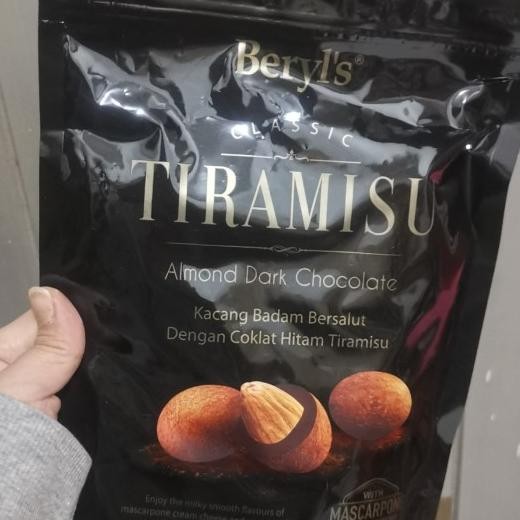 Beryl's®
CLASSIC
TIRAMISU
Almond Dark Chocolate
Kacang Badam Bersalut
Dengan Coklat Hitam Tiramisu
Enjoy the milky smooth flavours of
mascarpone cream cheese
WITH
MASCARPONE